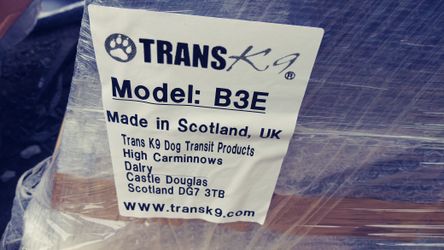 TRANSK9®
Model: B3E
Made in Scotland, UK
Trans K9 Dog Transit Products
High Carminnows
Dalry
Castle Douglas
Scotland DG7 3TB
www.transk9.com